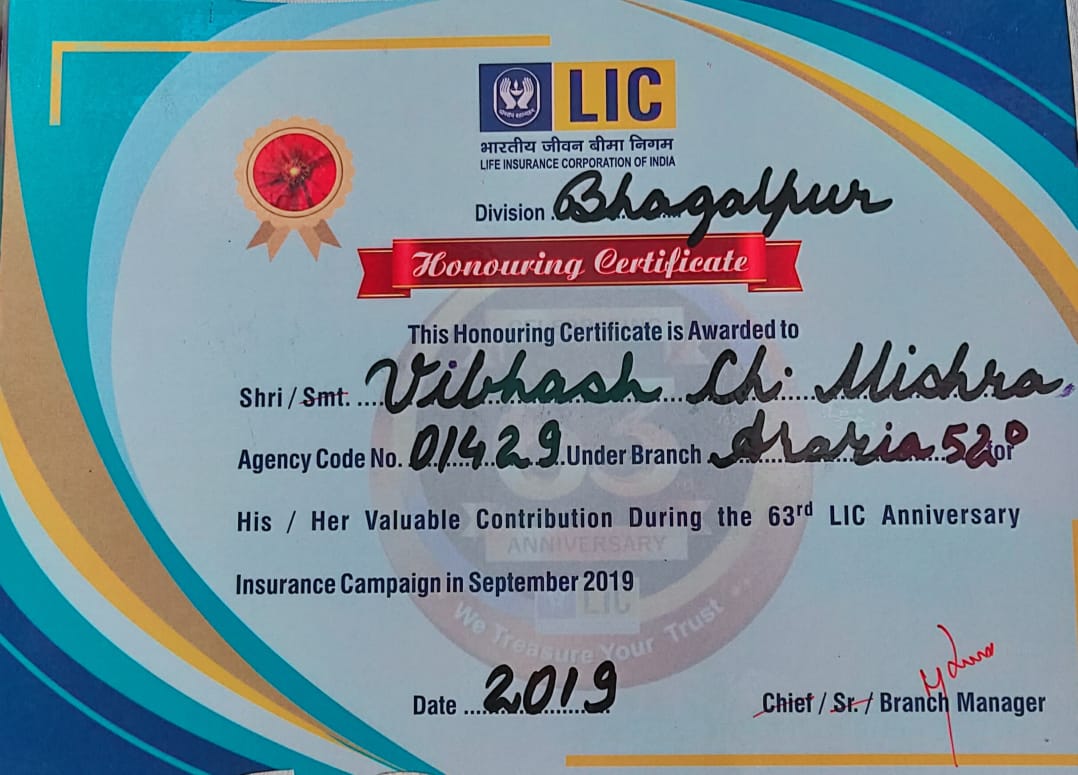 LIC
भारतीय जीवन बीमा निगम
LIFE INSURANCE CORPORATION OF INDIA
Division Bhagalpur
Honouring Certificate
This Honouring Certificate is Awarded to
Shri / Smt. Vibhash Ch. Mishra
Agency Code No. 01429 Under Branch Araria 520 for
His / Her Valuable Contribution During the 63rd LIC Anniversary
ANNIVERSARY
Insurance Campaign in September 2019
LIC
We Treasure Your Trust
Date 2019
Chief / Sr. / Branch Manager